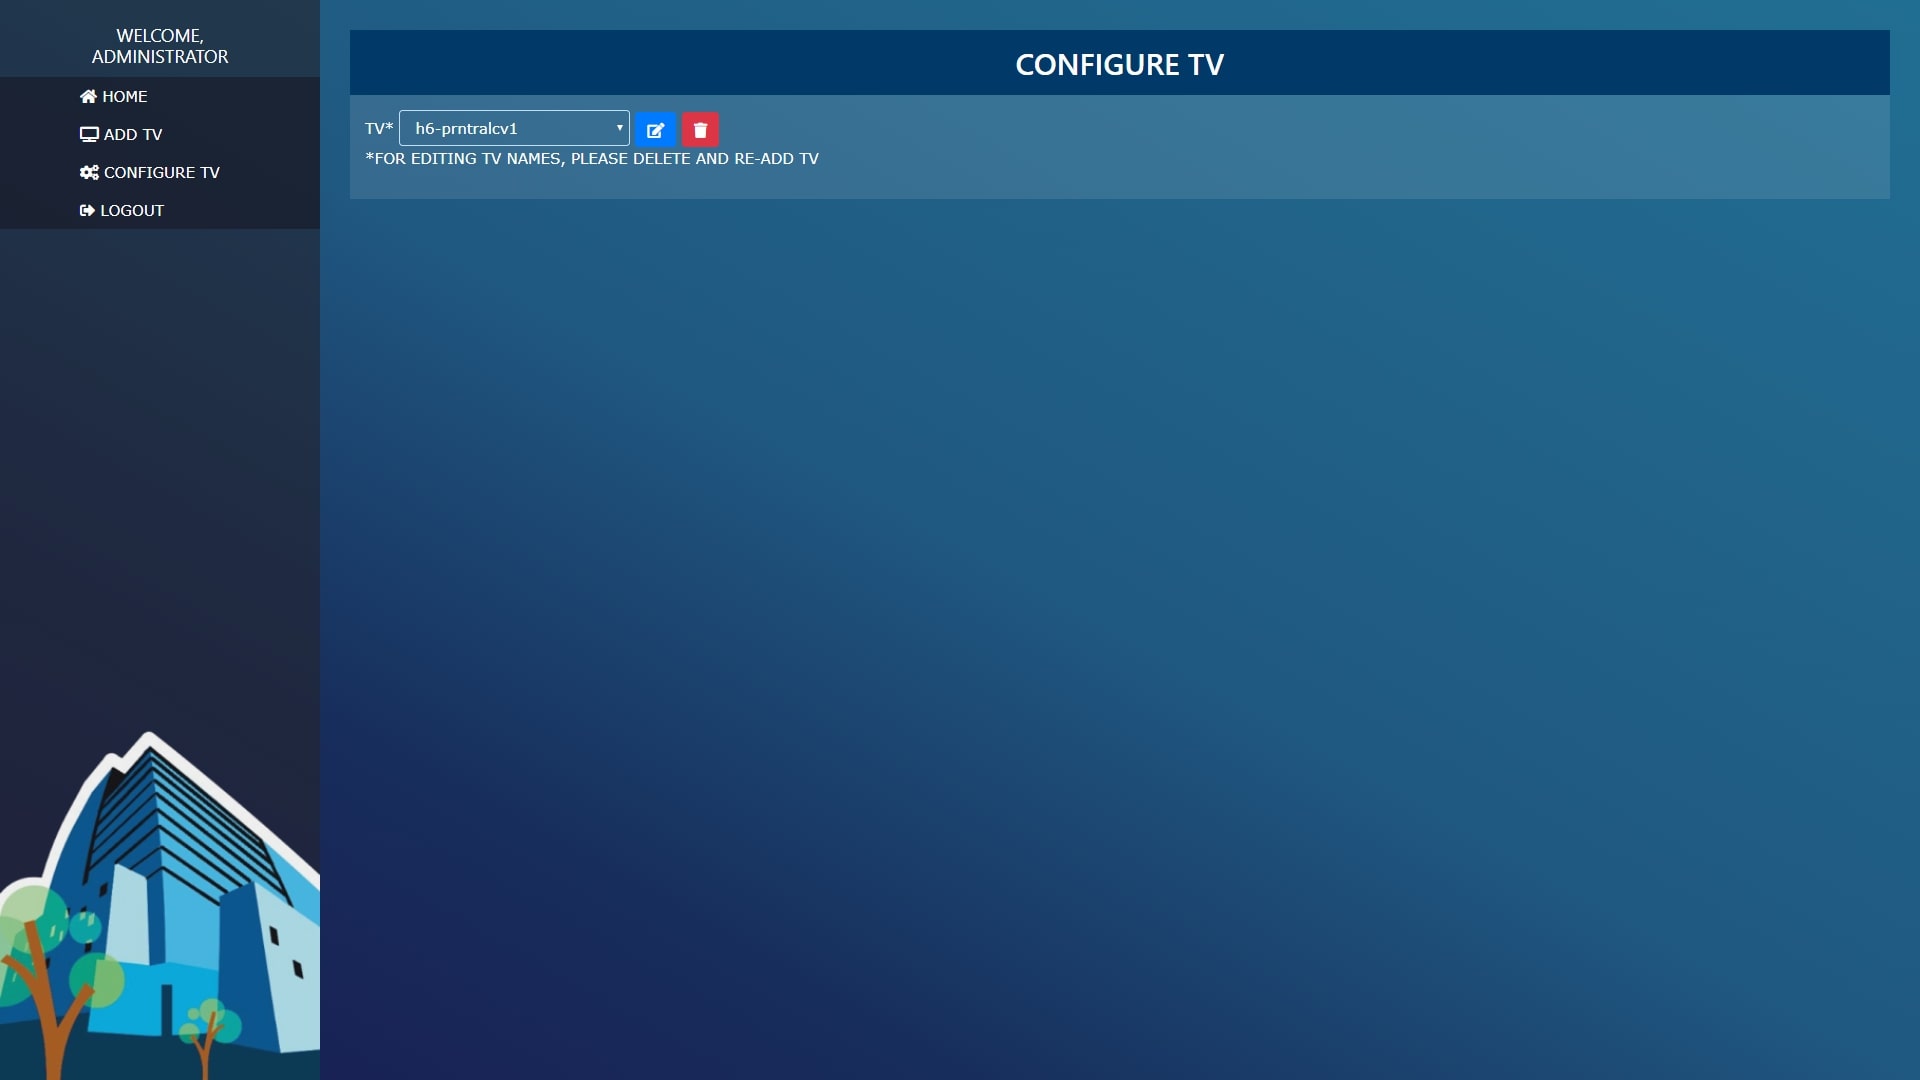 WELCOME,
ADMINISTRATOR
HOME
ADD TV
CONFIGURE TV
LOGOUT
CONFIGURE TV
TV* h6-prntralcv1
*FOR EDITING TV NAMES, PLEASE DELETE AND RE-ADD TV